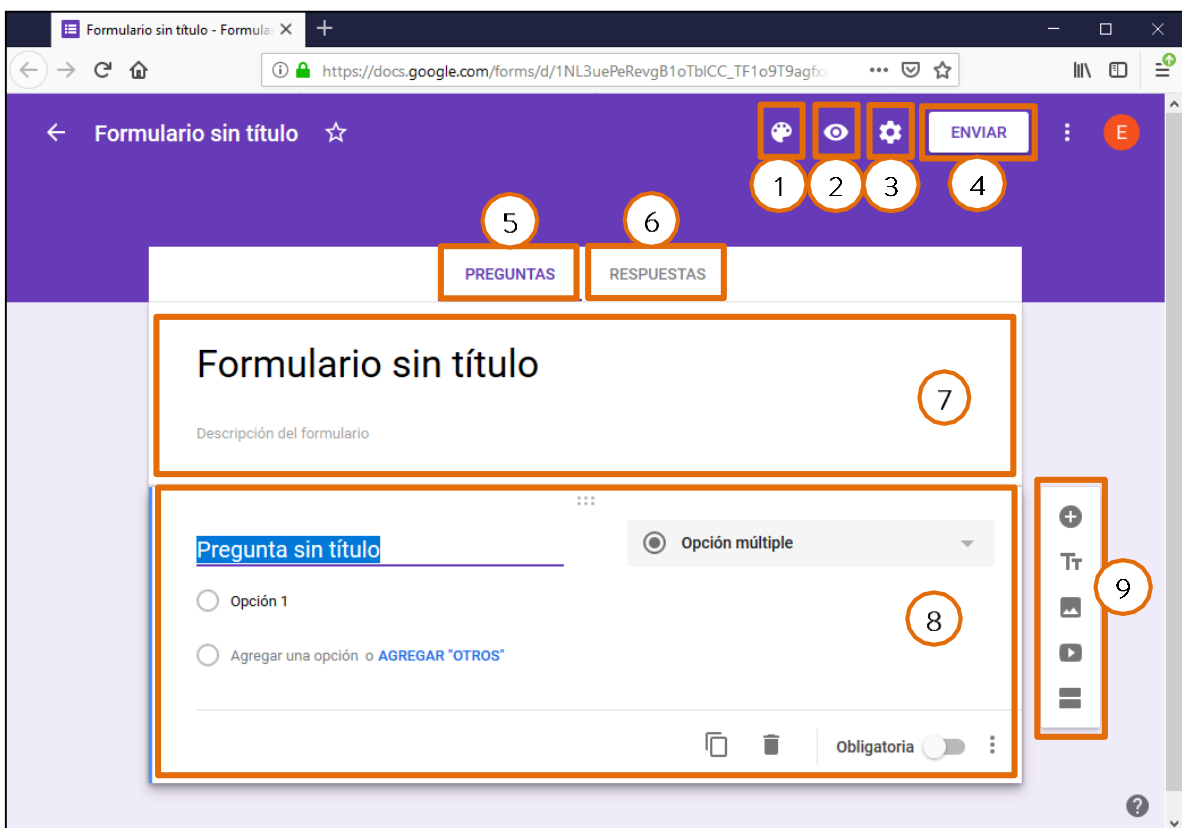 Formulario sin título - Formular
https://docs.google.com/forms/d/1NL3uePeRevgB1oTblCC_TF1o9T9agfxo
Formulario sin título
ENVIAR
E
1
2
3
4
5
6
PREGUNTAS
RESPUESTAS
Formulario sin título
7
Descripción del formulario
Pregunta sin título
Opción múltiple
Tт
9
Opción 1
8
Agregar una opción o AGREGAR "OTROS"
Obligatoria
?